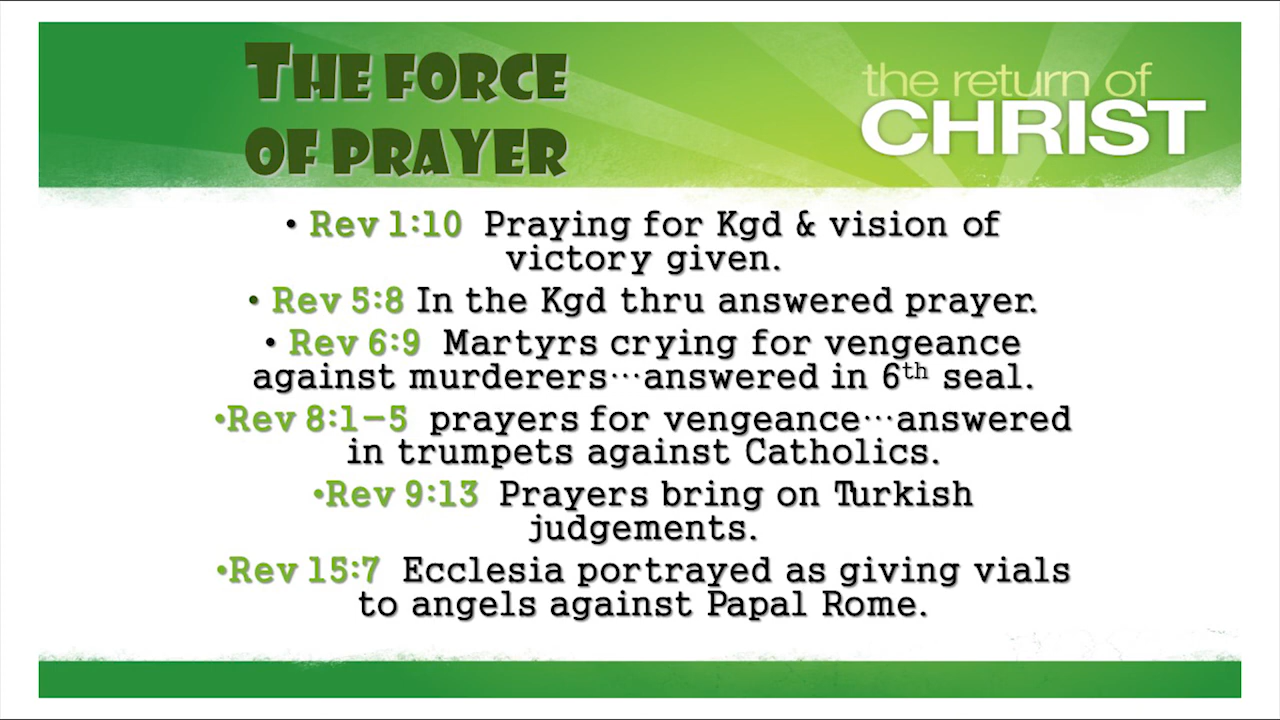 THE FORCE
OF PRAYER
the return of
CHRIST
• Rev 1:10 Praying for Kgd & vision of
victory given.
• Rev 5:8 In the Kgd thru answered prayer.
• Rev 6:9 Martyrs crying for vengeance
against murderers…answered in 6th seal.
•Rev 8:1–5 prayers for vengeance…answered
in trumpets against Catholics.
•Rev 9:13 Prayers bring on Turkish
judgements.
•Rev 15:7 Ecclesia portrayed as giving vials
to angels against Papal Rome.